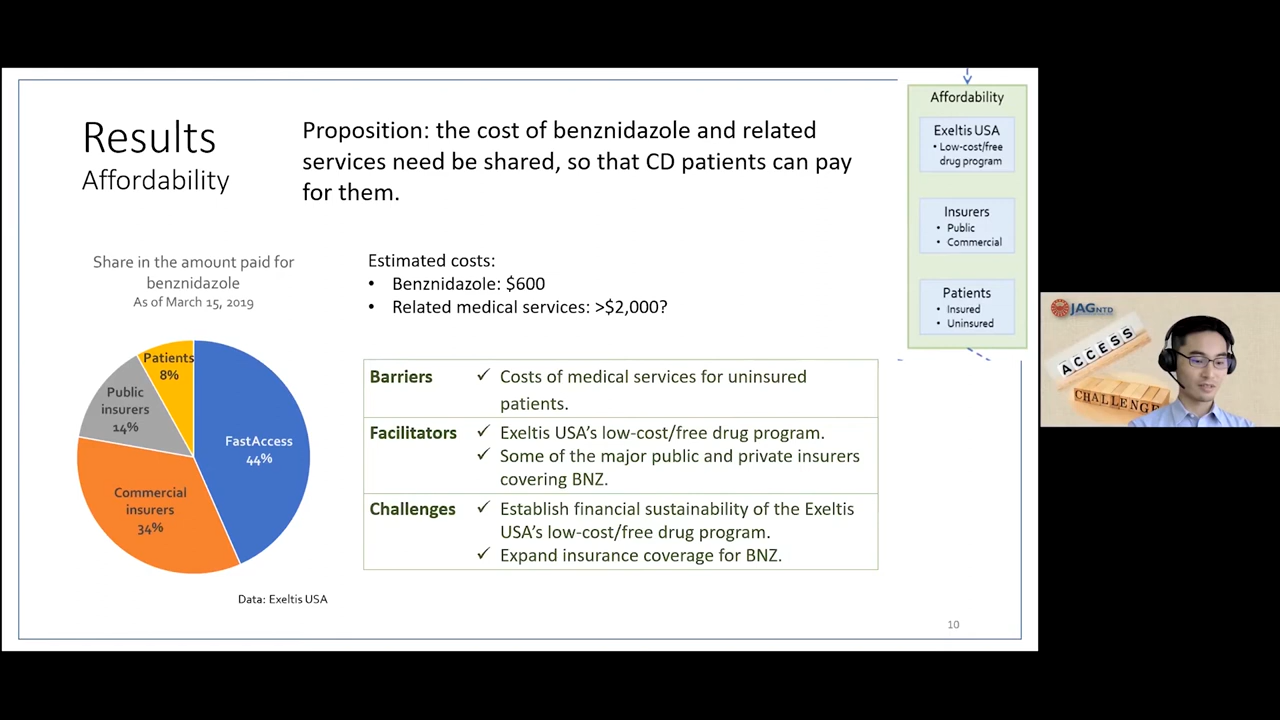 Results
Affordability
Proposition: the cost of benznidazole and related
services need be shared, so that CD patients can pay
for them.
Share in the amount paid for
benznidazole
As of March 15, 2019
Patients
8%
Public
insurers
14%
FastAccess
44%
Commercial
insurers
34%
Data: Exeltis USA
Estimated costs:
• Benznidazole: $600
• Related medical services: >$2,000?
Barriers ✓ Costs of medical services for uninsured
patients.
Facilitators ✓ Exeltis USA's low-cost/free drug program.
✓ Some of the major public and private insurers
covering BNZ.
Challenges ✓ Establish financial sustainability of the Exeltis
USA's low-cost/free drug program.
✓ Expand insurance coverage for BNZ.
Affordability
Exeltis USA
• Low-cost/free
drug program
Insurers
• Public
• Commercial
Patients
• Insured
• Uninsured
10
JAGNTD
ACCESS
CHALLENGE